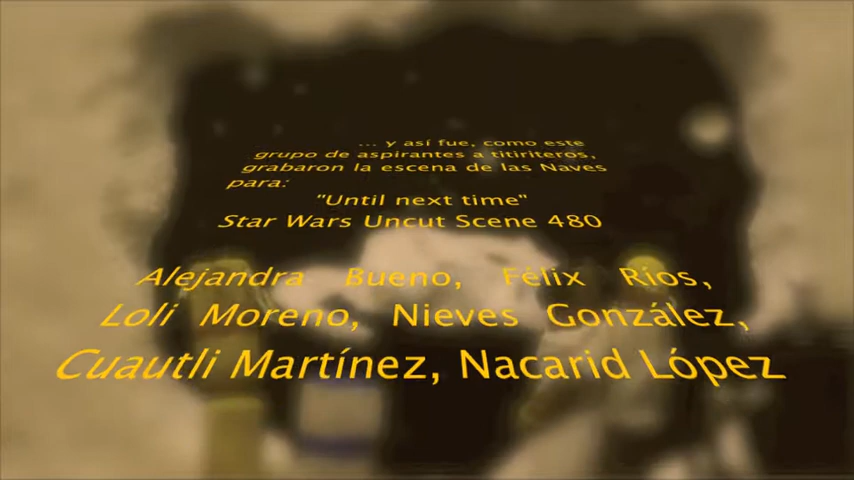 ... y así fue, como este
grupo de aspirantes a titiriteros,
grabaron la escena de las Naves
para:
"Until next time"
Star Wars Uncut Scene 480
Alejandra Bueno, Félix Ríos,
Loli Moreno, Nieves González,
Cuautli Martínez, Nacarid López